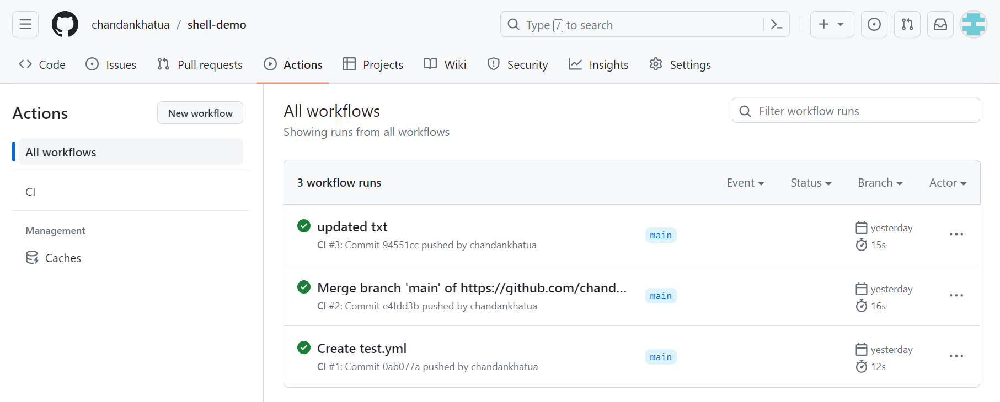 chandankhatua / shell-demo
Type / to search
Code Issues Pull requests Actions Projects Wiki Security Insights Settings
Actions
New workflow
All workflows
CI
Management
Caches
All workflows
Showing runs from all workflows
Filter workflow runs
3 workflow runs
Event Status Branch Actor
updated txt
CI #3: Commit 94551cc pushed by chandankhatua
main
yesterday
15s
Merge branch 'main' of https://github.com/chand...
CI #2: Commit e4fdd3b pushed by chandankhatua
main
yesterday
16s
Create test.yml
CI #1: Commit 0ab077a pushed by chandankhatua
main
yesterday
12s